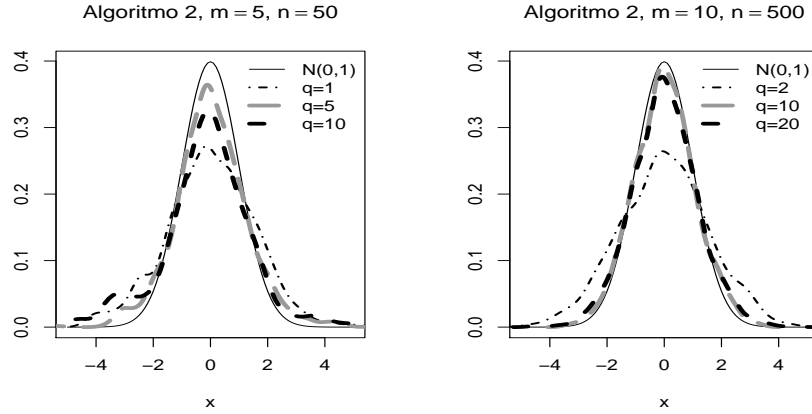 Algoritmo 2, m = 5, n = 50
0.4
0.3
0.2
0.1
0.0
N(0,1)
q=1
q=5
q=10
−4 −2 0 2 4
x
Algoritmo 2, m = 10, n = 500
0.4
0.3
0.2
0.1
0.0
N(0,1)
q=2
q=10
q=20
−4 −2 0 2 4
x